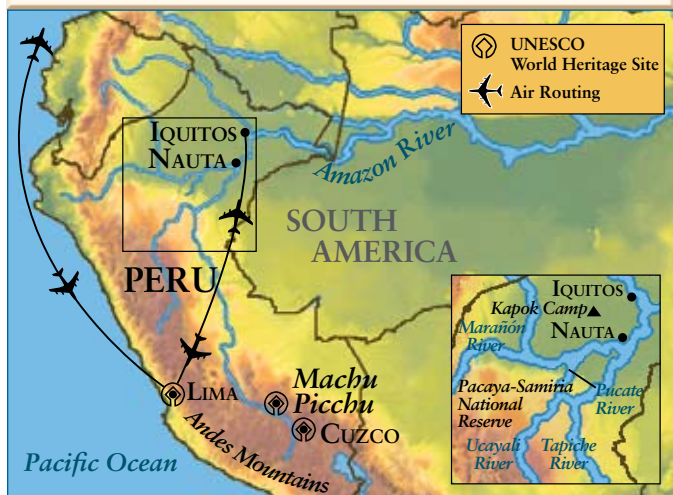 UNESCO
World Heritage Site
Air Routing
IQUITOS
NAUTA
Amazon River
SOUTH
AMERICA
PERU
LIMA
Machu
Picchu
CUZCO
Andes Mountains
Pacific Ocean
IQUITOS
Kapok Camp
NAUTA
Marañón
River
Pacaya-Samiria
National
Reserve
Pucate
River
Ucayali
River
Tapiche
River